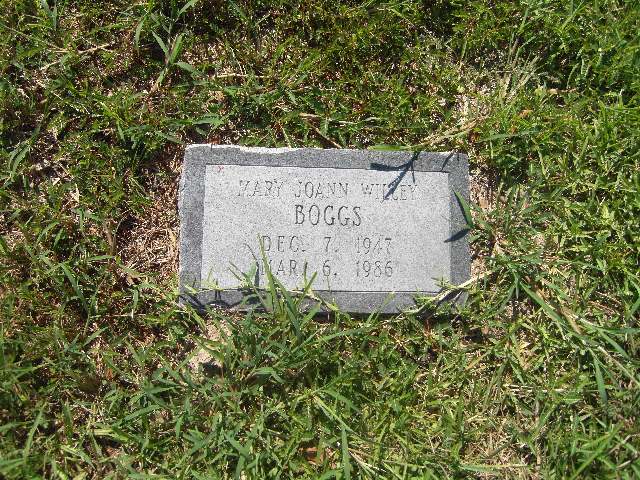 MARY JOANN WILLEY
BOGGS
DEC. 7, 1947
MAR. 6, 1986